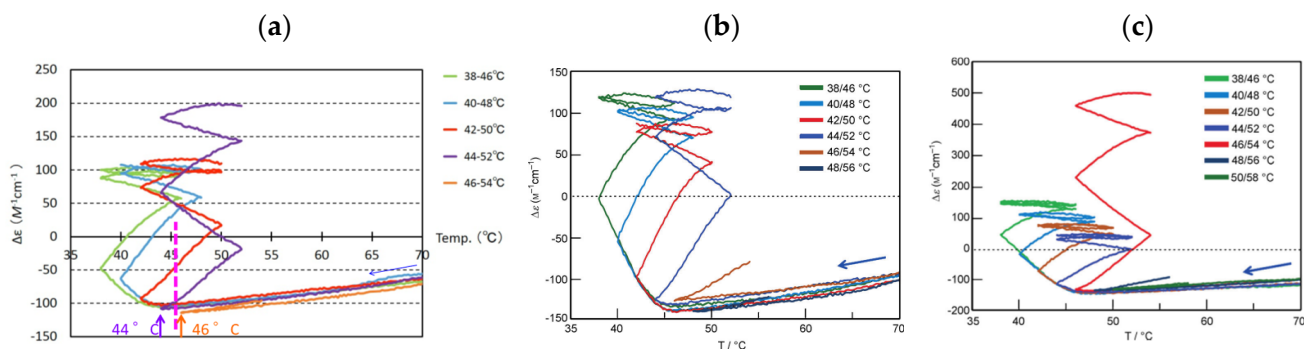 (a)
(b)
(c)
Δε (M⁻¹cm⁻¹)
250
200
150
100
50
0
-50
-100
-150
35
40
45
50
55
60
65
70
Temp. (°C)
38-46°C
40-48°C
42-50°C
44-52°C
46-54°C
44° C
46° C
Δε (M⁻¹cm⁻¹)
150
100
50
0
-50
-100
-150
35
40
50
60
70
T / °C
38/46 °C
40/48 °C
42/50 °C
44/52 °C
46/54 °C
48/56 °C
Δε (M⁻¹cm⁻¹)
600
500
400
300
200
100
0
-100
-200
35
40
50
60
70
T / °C
38/46 °C
40/48 °C
42/50 °C
44/52 °C
46/54 °C
48/56 °C
50/58 °C